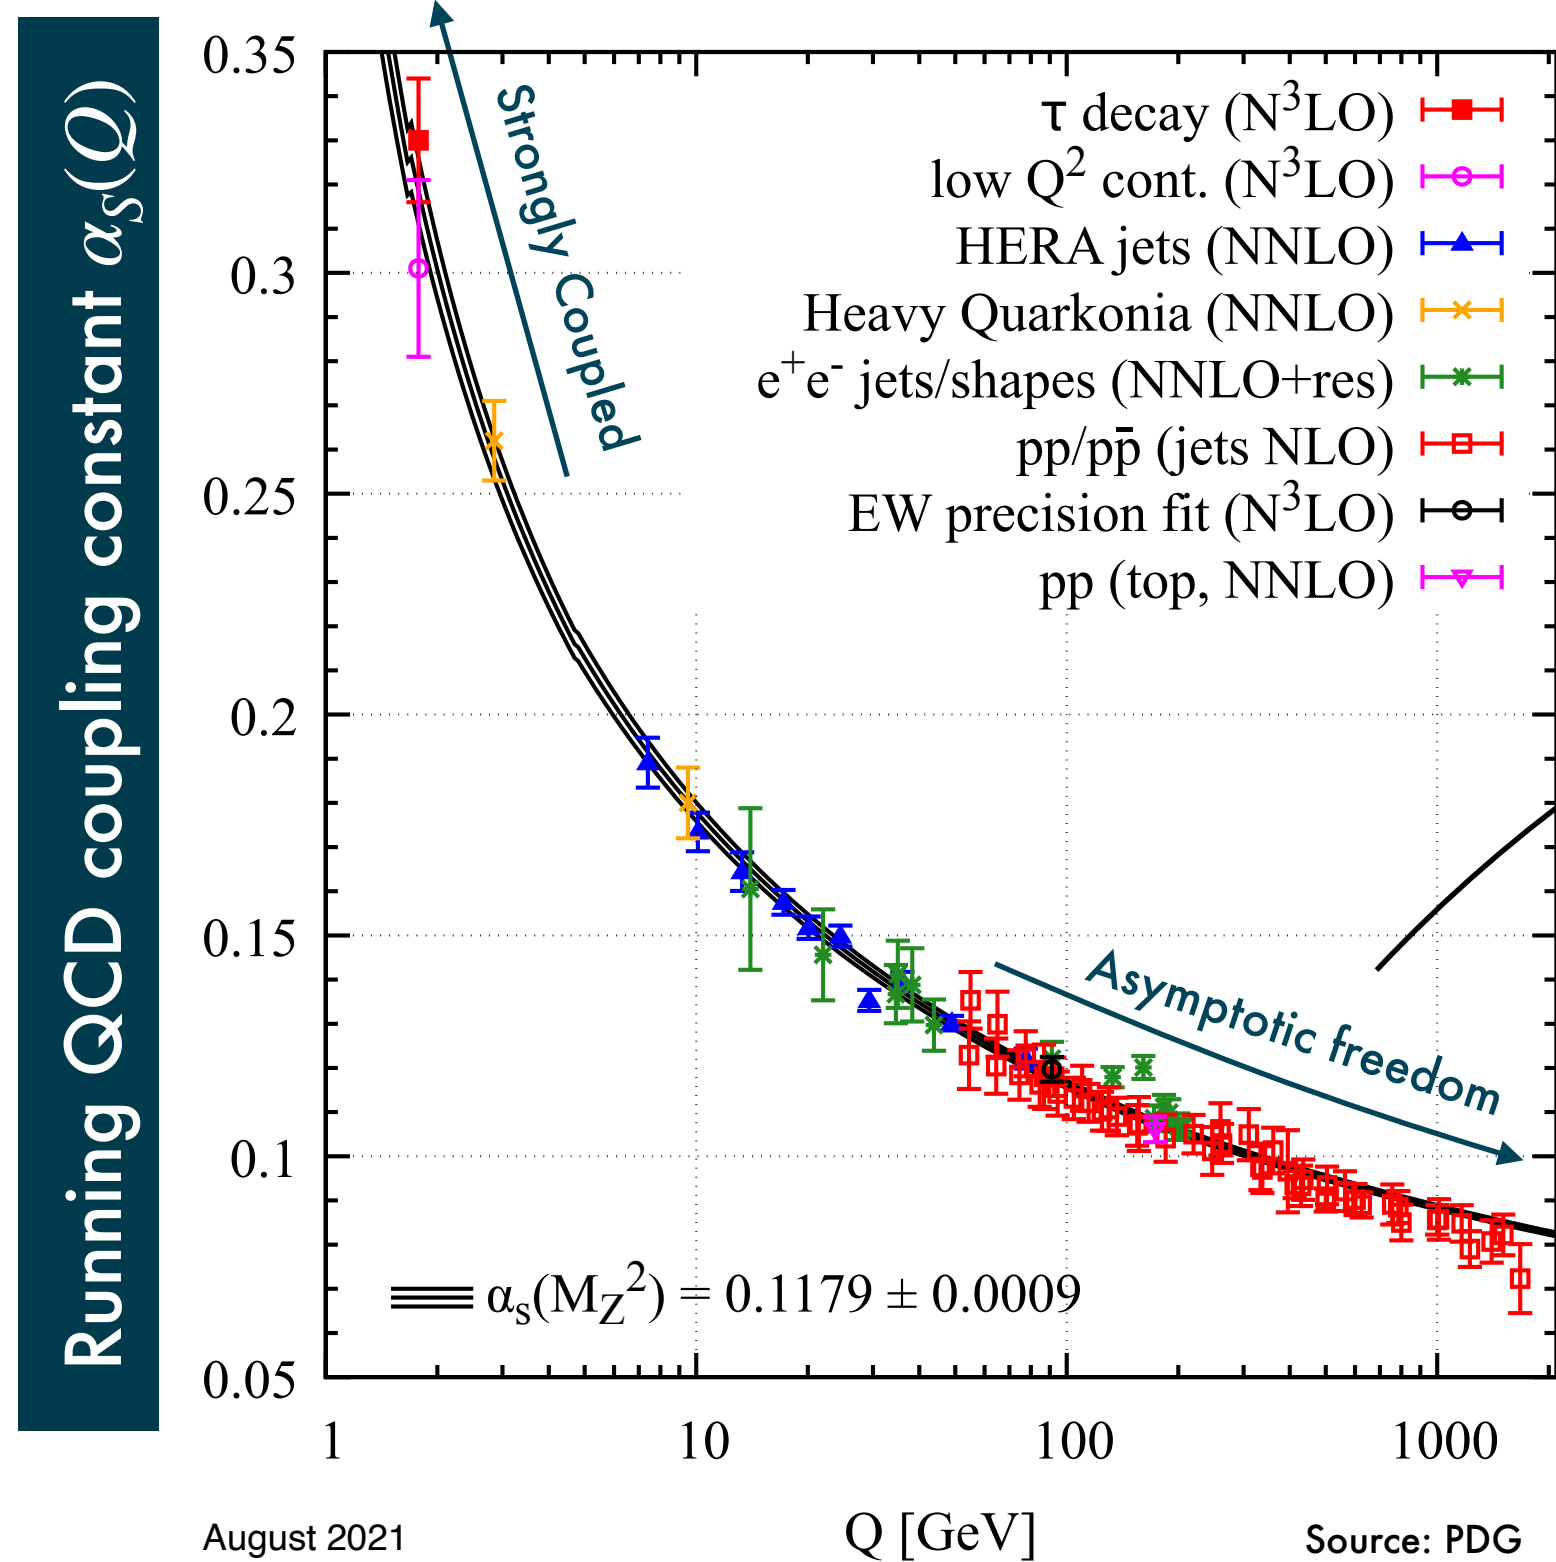 Running QCD coupling constant α_S(Q)
0.35
0.3
0.25
0.2
0.15
0.1
0.05
Strongly Coupled
τ decay (N³LO)
low Q² cont. (N³LO)
HERA jets (NNLO)
Heavy Quarkonia (NNLO)
e⁺e⁻ jets/shapes (NNLO+res)
pp/pp̄ (jets NLO)
EW precision fit (N³LO)
pp (top, NNLO)
Asymptotic freedom
αₛ(M_Z²) = 0.1179 ± 0.0009
1 10 100 1000
Q [GeV]
August 2021
Source: PDG